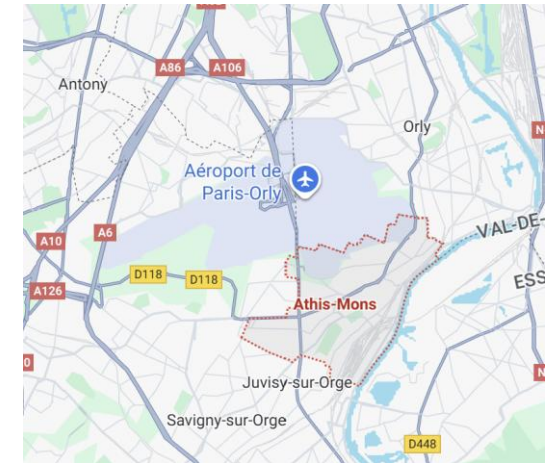 A86
A106
Antony
Orly
N
Aéroport de
Paris-Orly
A10
A6
VAL-DE-
D118
D118
ESS
A126
Athis-Mons
Juvisy-sur-Orge
N
Savigny-sur-Orge
D448